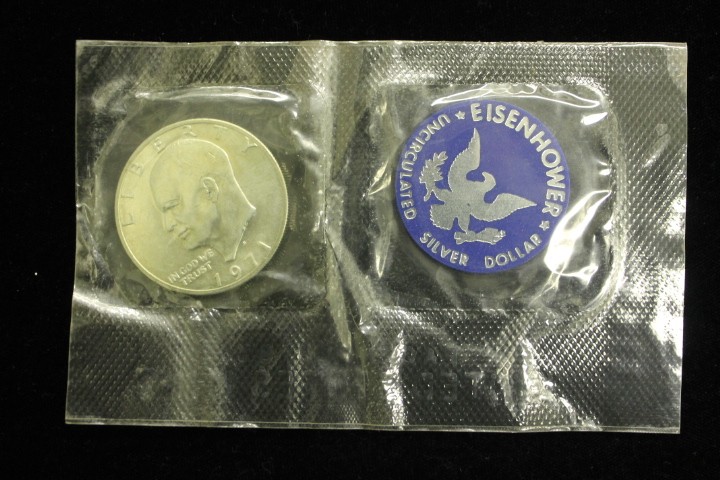 LIBERTY
IN GOD WE
TRUST
1971
★ EISENHOWER ★
UNCIRCULATED
SILVER DOLLAR